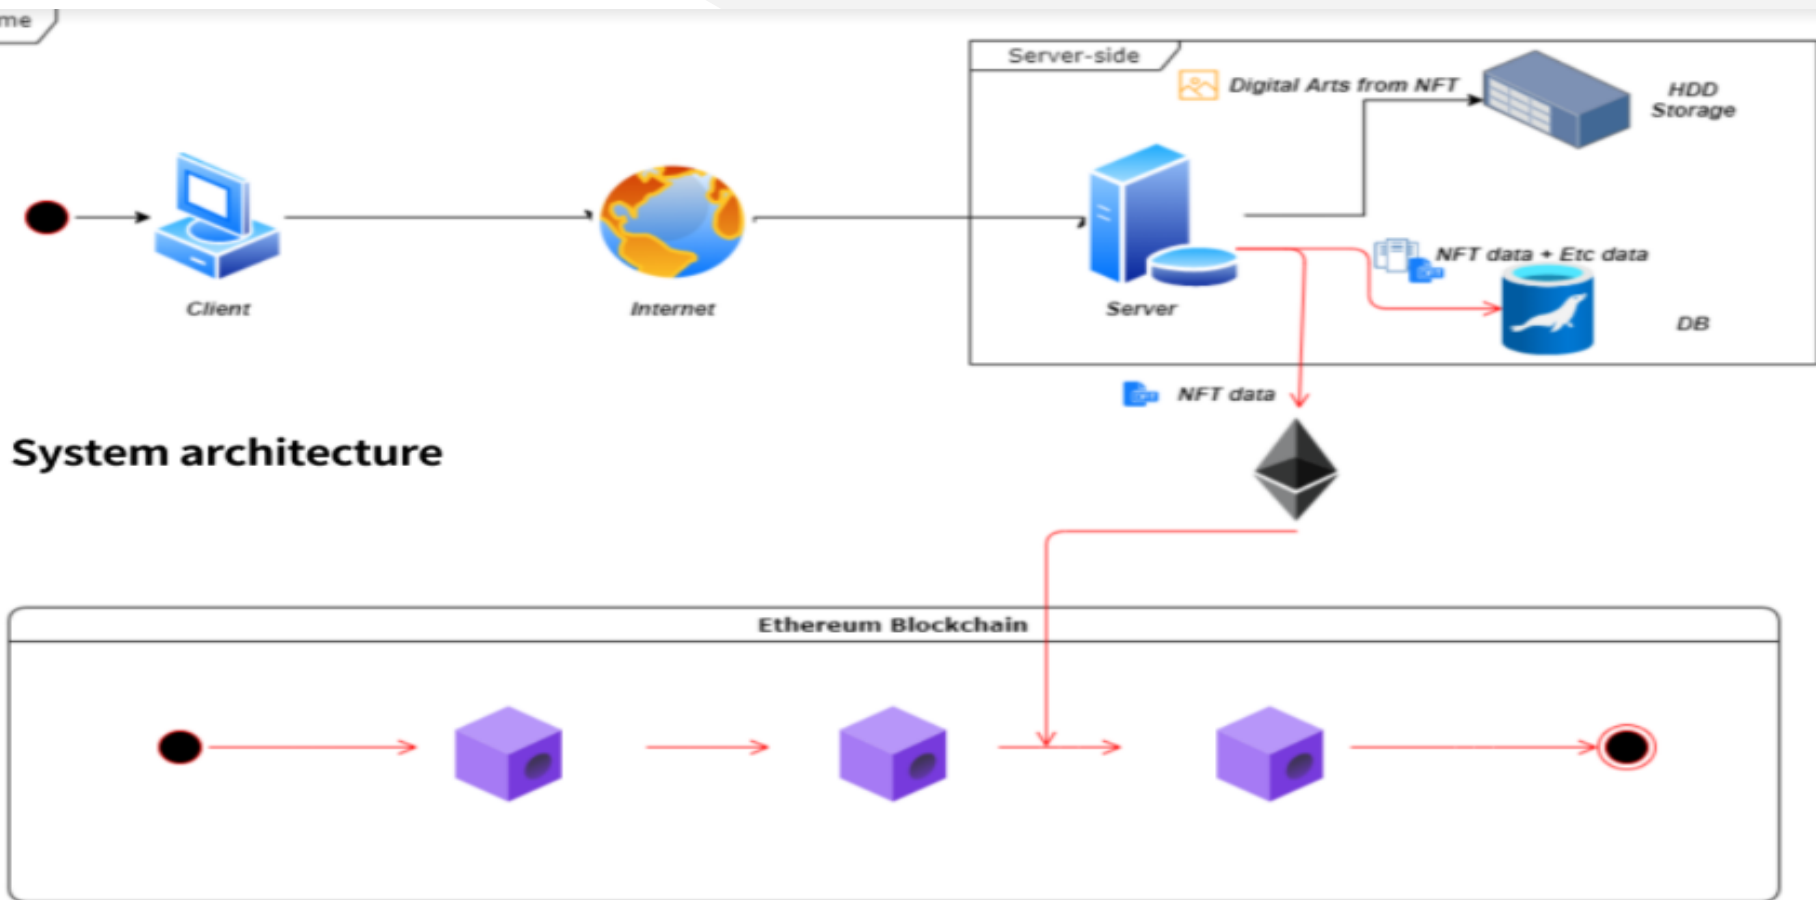 me
Server-side
Digital Arts from NFT
HDD
Storage
NFT data + Etc data
Client
Internet
Server
DB
NFT data
System architecture
Ethereum Blockchain